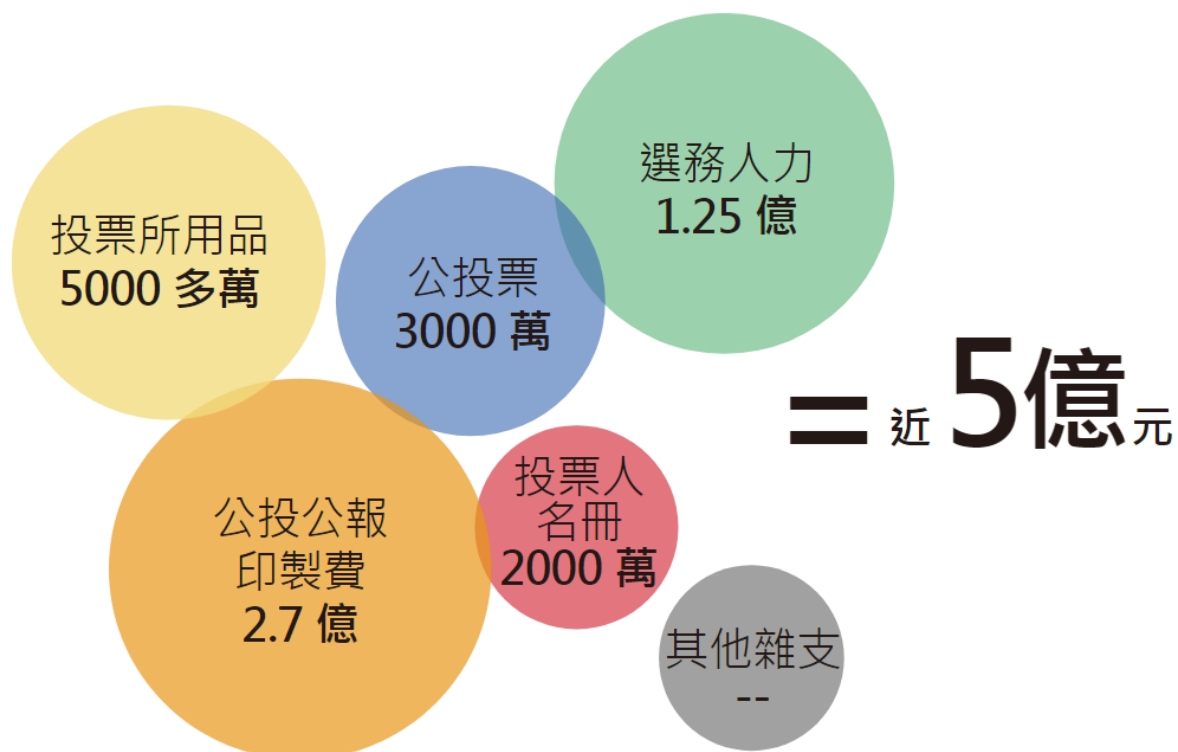 投票所用品
5000 多萬
公投票
3000 萬
選務人力
1.25 億
公投公報
印製費
2.7 億
投票人
名冊
2000 萬
其他雜支
--
= 近 5億元